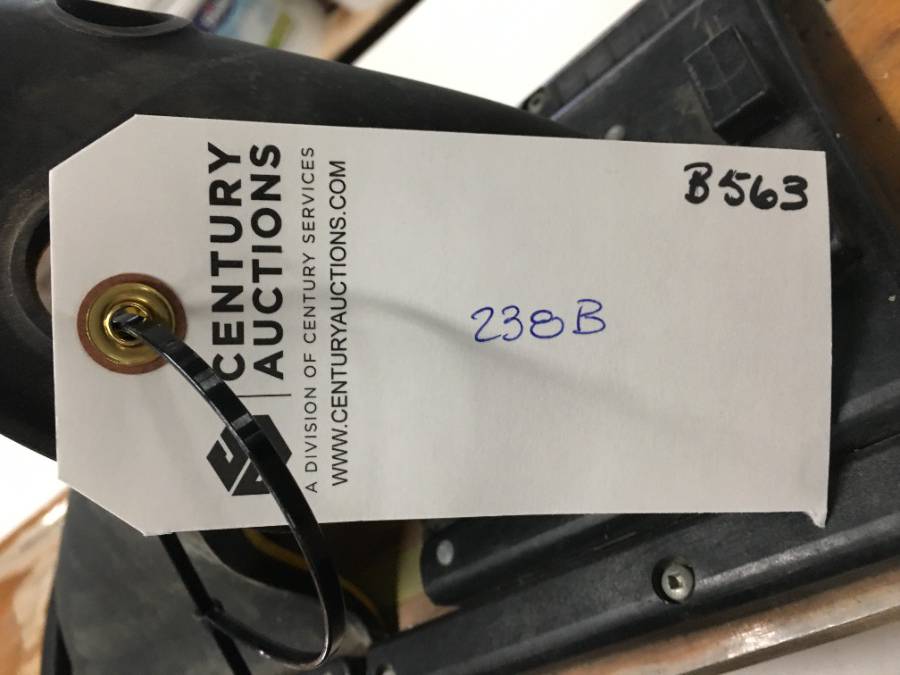 CENTURY
AUCTIONS
A DIVISION OF CENTURY SERVICES
WWW.CENTURYAUCTIONS.COM
B563
238B